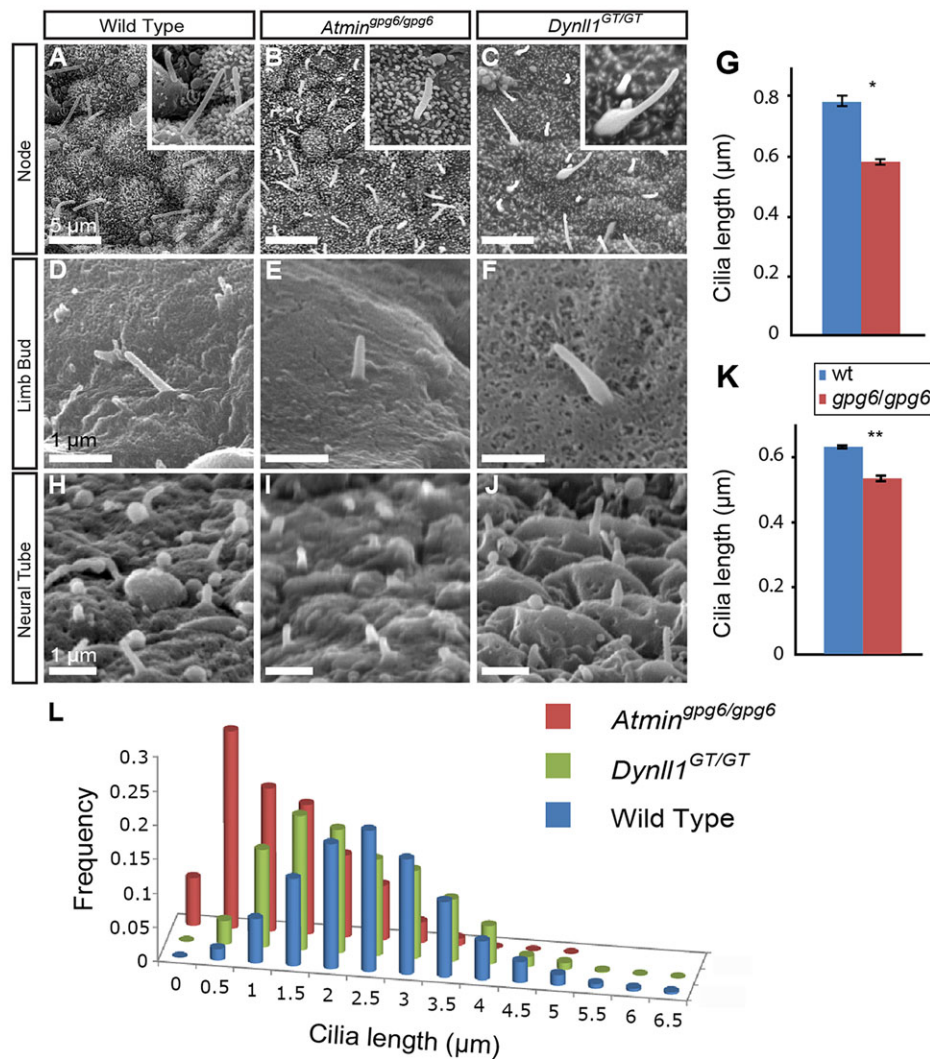 Wild Type
Atmin^gpg6/gpg6
Dynll1^GT/GT
Node
A
B
C
5 µm
Limb Bud
D
E
F
1 µm
Neural Tube
H
I
J
1 µm
G
*
0.8
0.6
0.4
0.2
0
Cilia length (µm)
K
wt
gpg6/gpg6
**
0.6
0.4
0.2
0
Cilia length (µm)
L
Atmin^gpg6/gpg6
Dynll1^GT/GT
Wild Type
0.3
0.25
0.2
0.15
0.1
0.05
0
Frequency
0 0.5 1 1.5 2 2.5 3 3.5 4 4.5 5 5.5 6 6.5
Cilia length (µm)